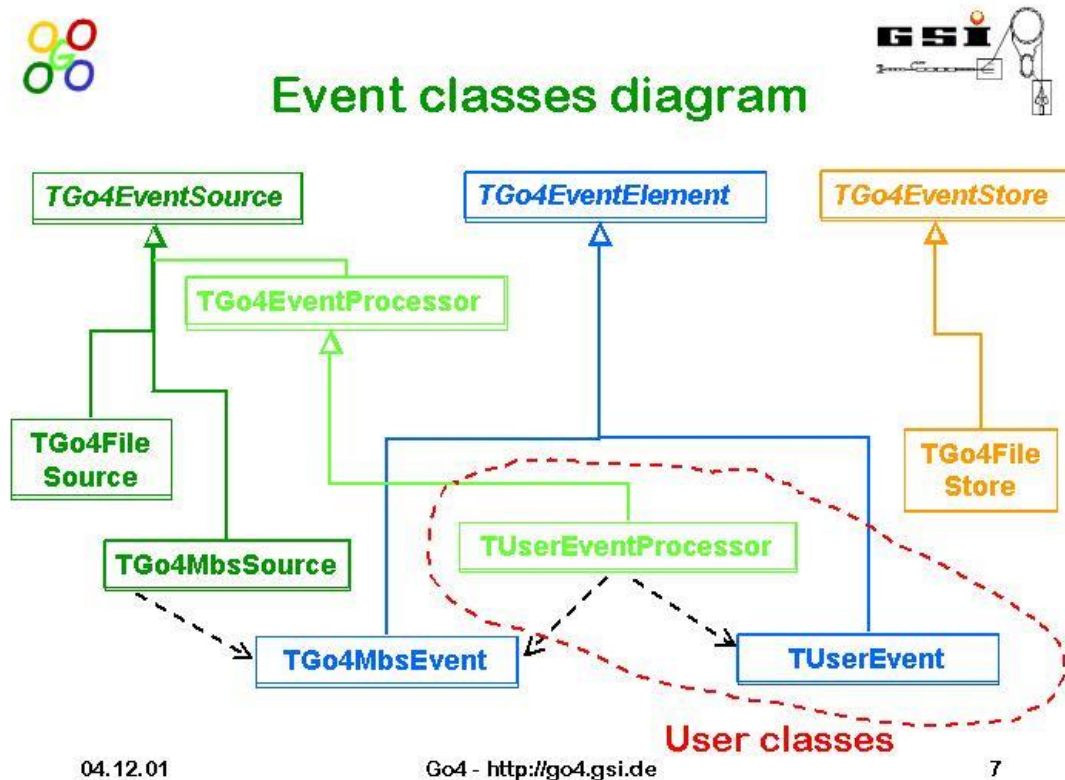 G
GSI
Event classes diagram
TGo4EventSource
TGo4EventElement
TGo4EventStore
TGo4EventProcessor
TGo4File
Source
TGo4File
Store
TUserEventProcessor
TGo4MbsSource
TGo4MbsEvent
TUserEvent
User classes
04.12.01
Go4 - http://go4.gsi.de
7